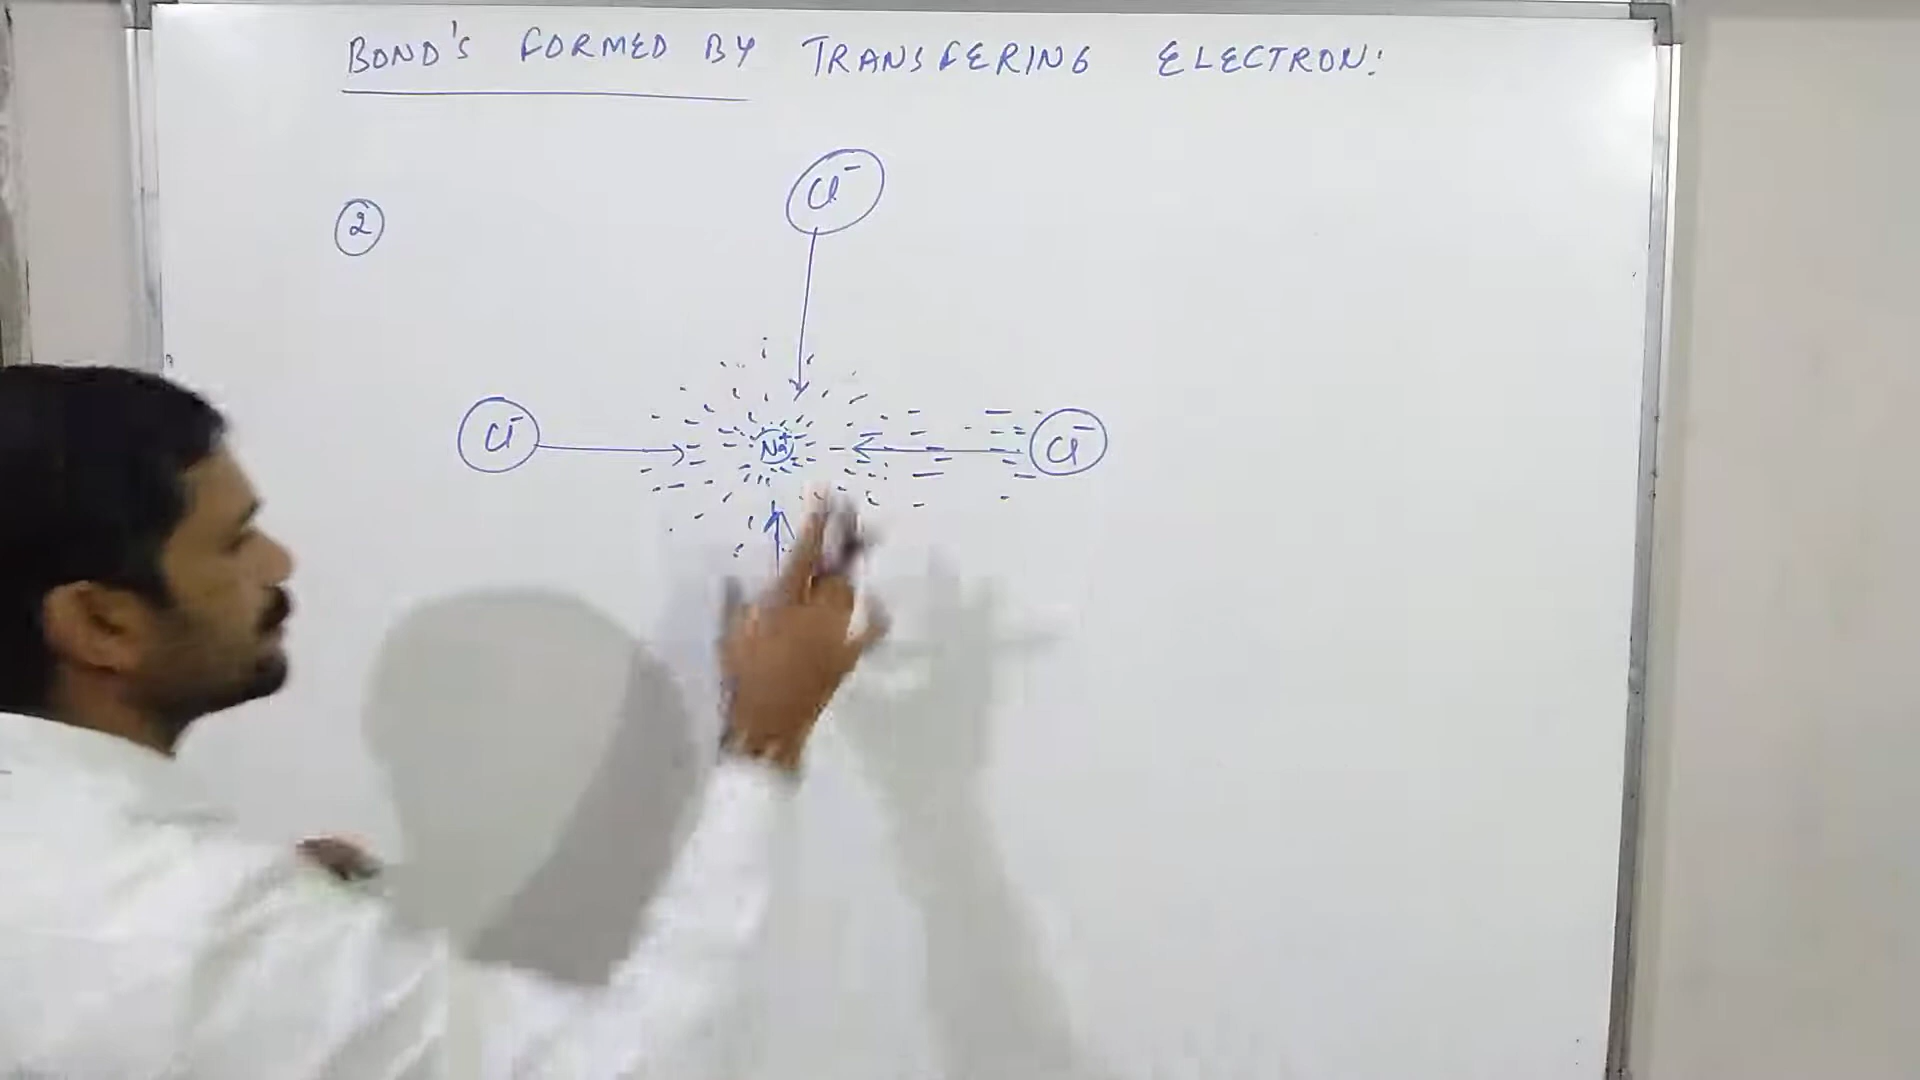 BOND'S FORMED BY TRANSFERING ELECTRON:
Cl⁻
2
Cl⁻ Na⁺ Cl⁻